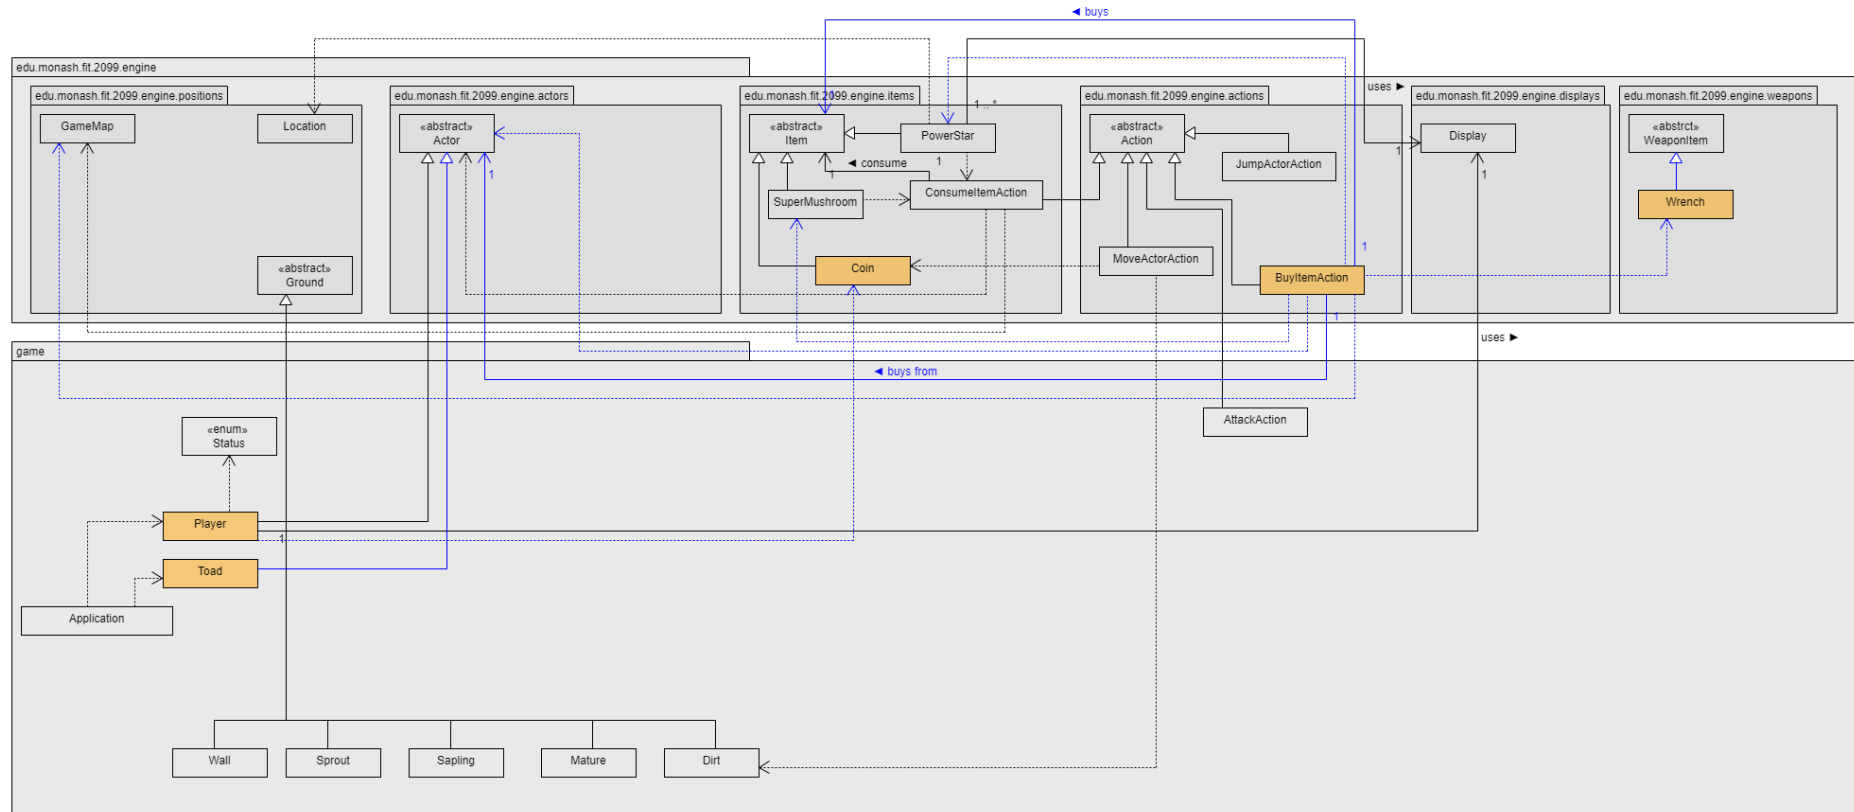 ◄ buys
edu.monash.fit.2099.engine
uses ►
edu.monash.fit.2099.engine.positions
edu.monash.fit.2099.engine.actors
edu.monash.fit.2099.engine.items
edu.monash.fit.2099.engine.actions
edu.monash.fit.2099.engine.displays
edu.monash.fit.2099.engine.weapons
1
1 .. *
GameMap
Location
«abstract»
Actor
«abstract»
Item
PowerStar
«abstract»
Action
Display
«abstrct»
WeaponItem
1
JumpActorAction
1
◄ consume
1
1
1
ConsumeItemAction
SuperMushroom
Wrench
1
MoveActorAction
Coin
«abstract»
Ground
BuyItemAction
1
uses ►
game
◄ buys from
AttackAction
«enum»
Status
Player
1
Toad
Application
Wall
Sprout
Sapling
Mature
Dirt